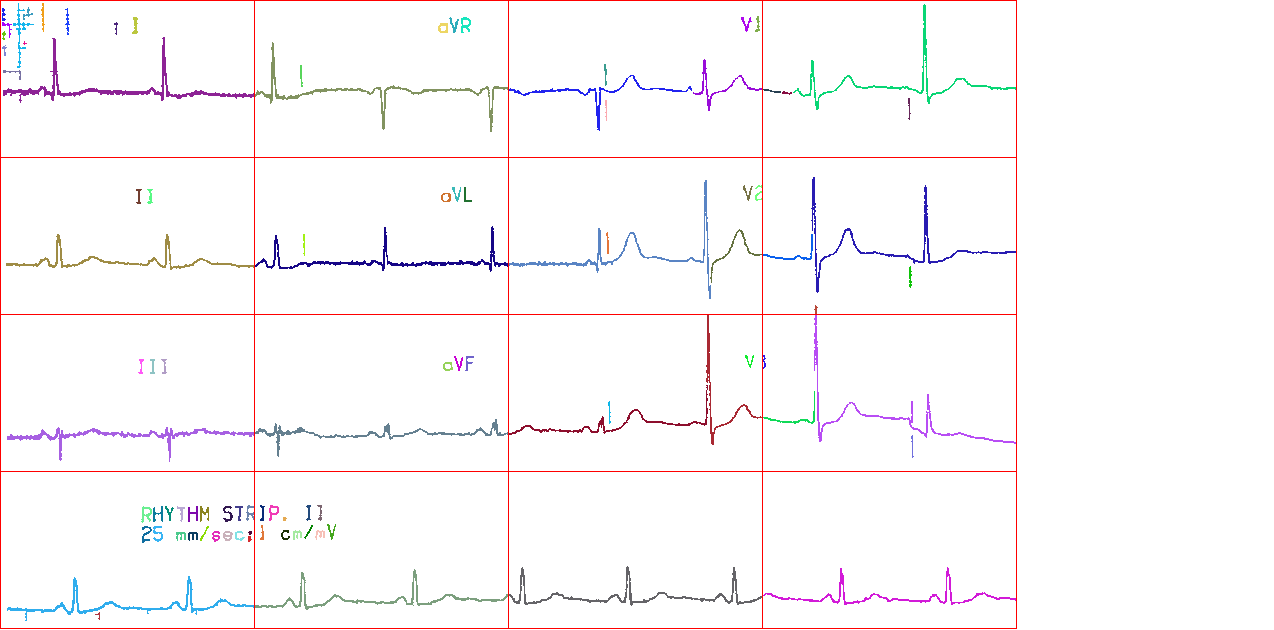 I aVR V1
II aVL V2
III aVF V3
RHYTHM STRIP. II
25 mm/sec;1 cm/mV